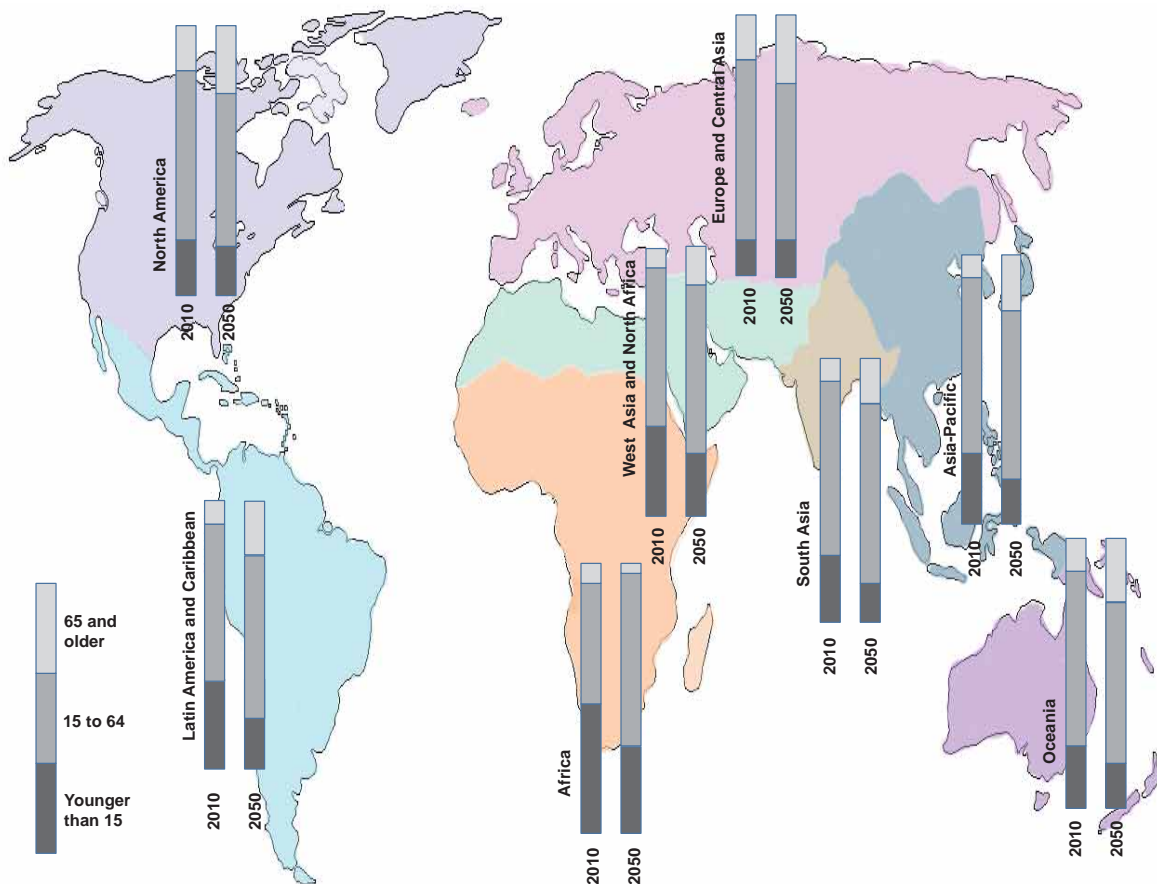 North America
2010
2050
Europe and Central Asia
2010
2050
West Asia and North Africa
2010
2050
Asia-Pacific
2010
2050
South Asia
2010
2050
Latin America and Caribbean
2010
2050
Africa
2010
2050
Oceania
2010
2050
65 and
older
15 to 64
Younger
than 15